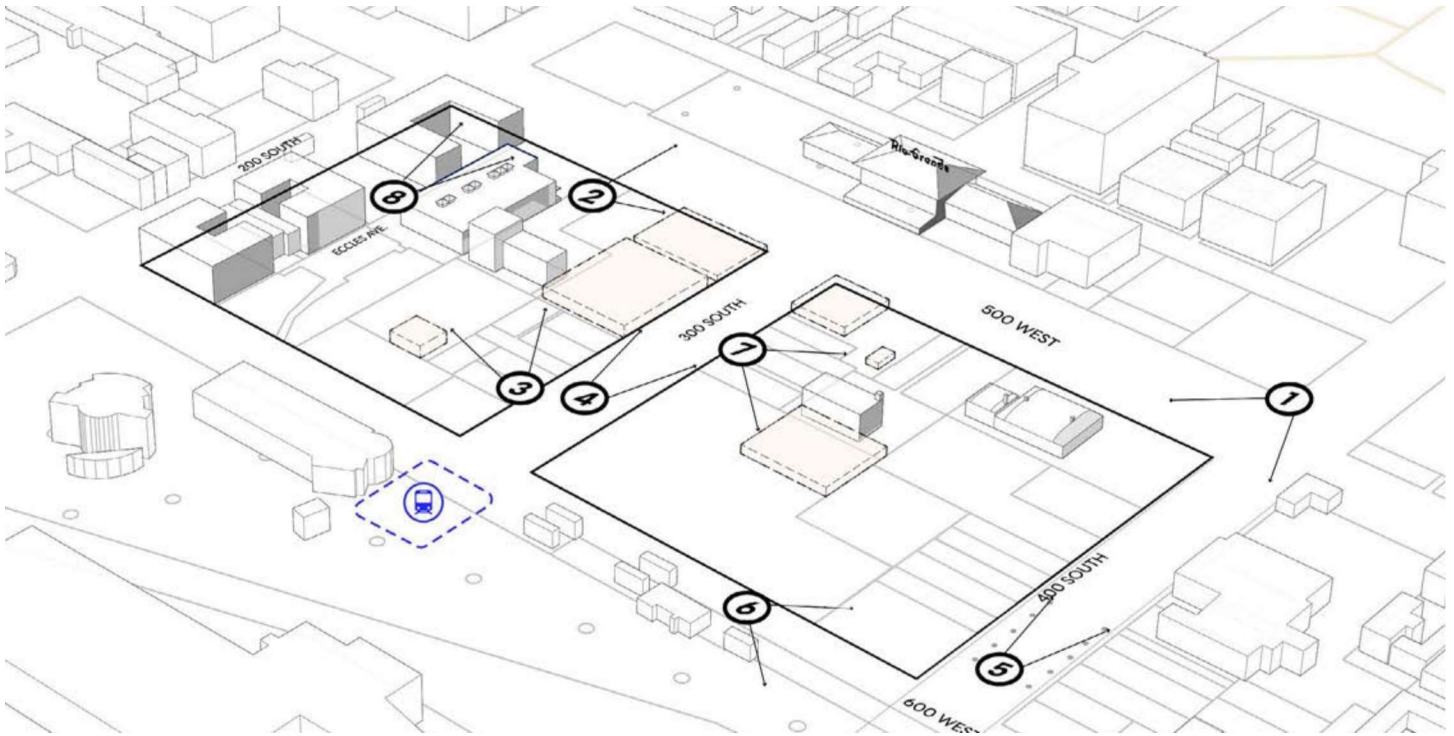 200 SOUTH
Rio Grande
8
2
ECCLES AVE.
300 SOUTH
500 WEST
7
3
4
1
400 SOUTH
6
5
600 WEST